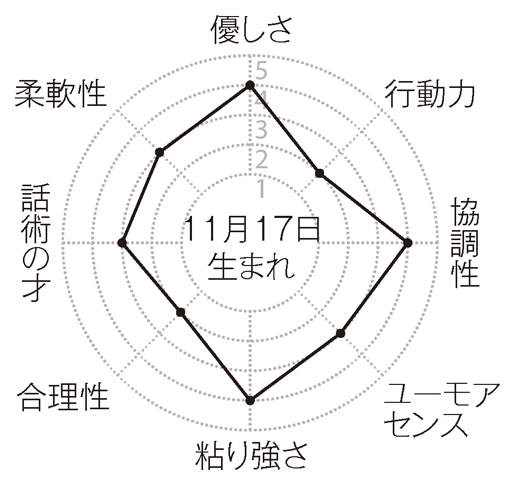 優しさ
柔軟性
行動力
5
4
3
2
1
話術の才
協調性
11月17日
生まれ
合理性
ユーモア
センス
粘り強さ